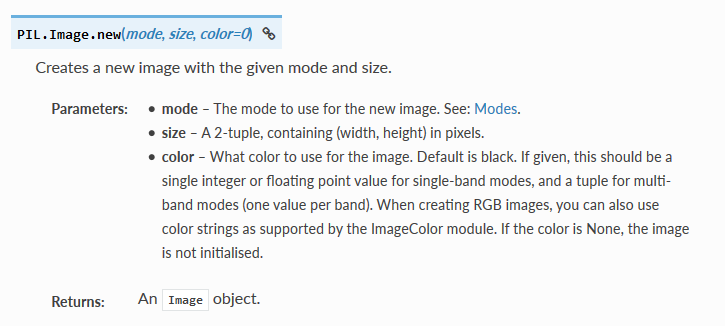 PIL.Image.new(mode, size, color=0)
Creates a new image with the given mode and size.
Parameters:
• mode – The mode to use for the new image. See: Modes.
• size – A 2-tuple, containing (width, height) in pixels.
• color – What color to use for the image. Default is black. If given, this should be a
single integer or floating point value for single-band modes, and a tuple for multi-
band modes (one value per band). When creating RGB images, you can also use
color strings as supported by the ImageColor module. If the color is None, the image
is not initialised.
Returns: An Image object.